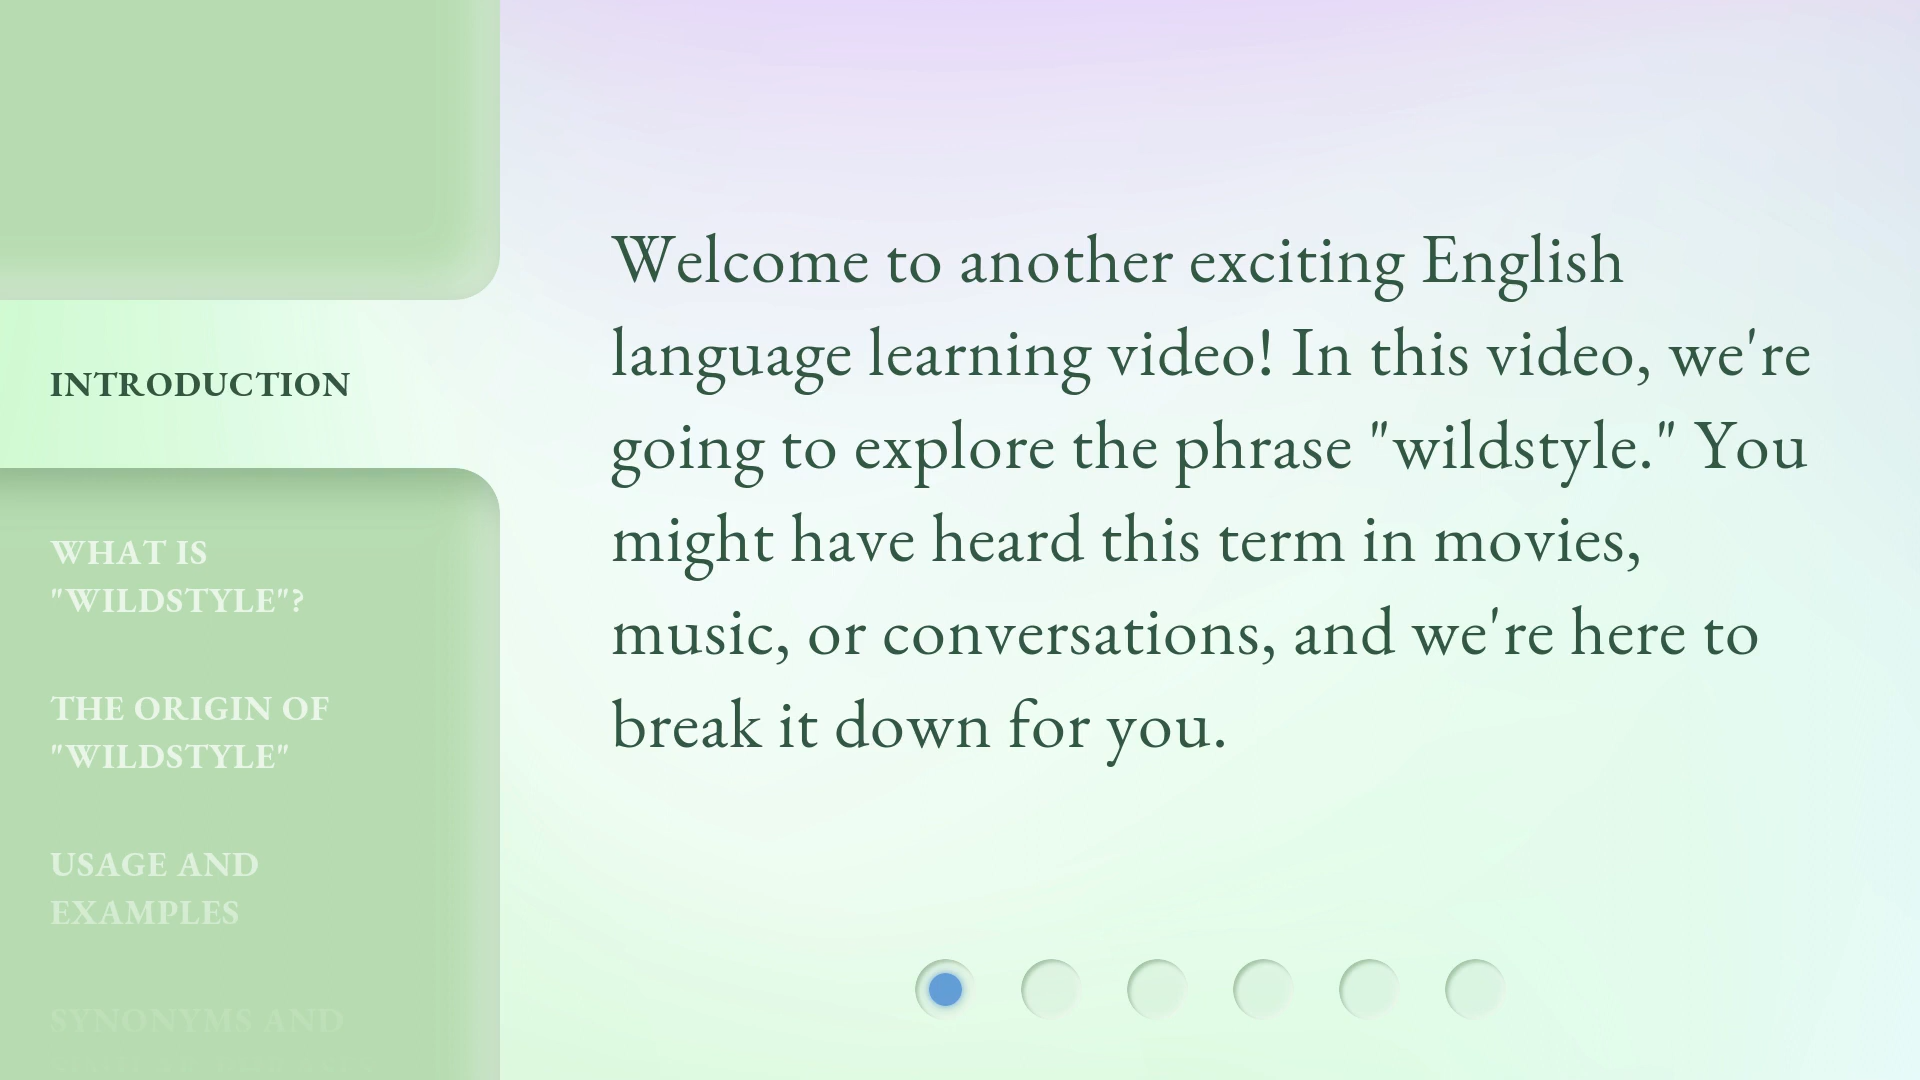 INTRODUCTION
WHAT IS
"WILDSTYLE"?
THE ORIGIN OF
"WILDSTYLE"
USAGE AND
EXAMPLES
SYNONYMS AND
Welcome to another exciting English
language learning video! In this video, we're
going to explore the phrase "wildstyle." You
might have heard this term in movies,
music, or conversations, and we're here to
break it down for you.